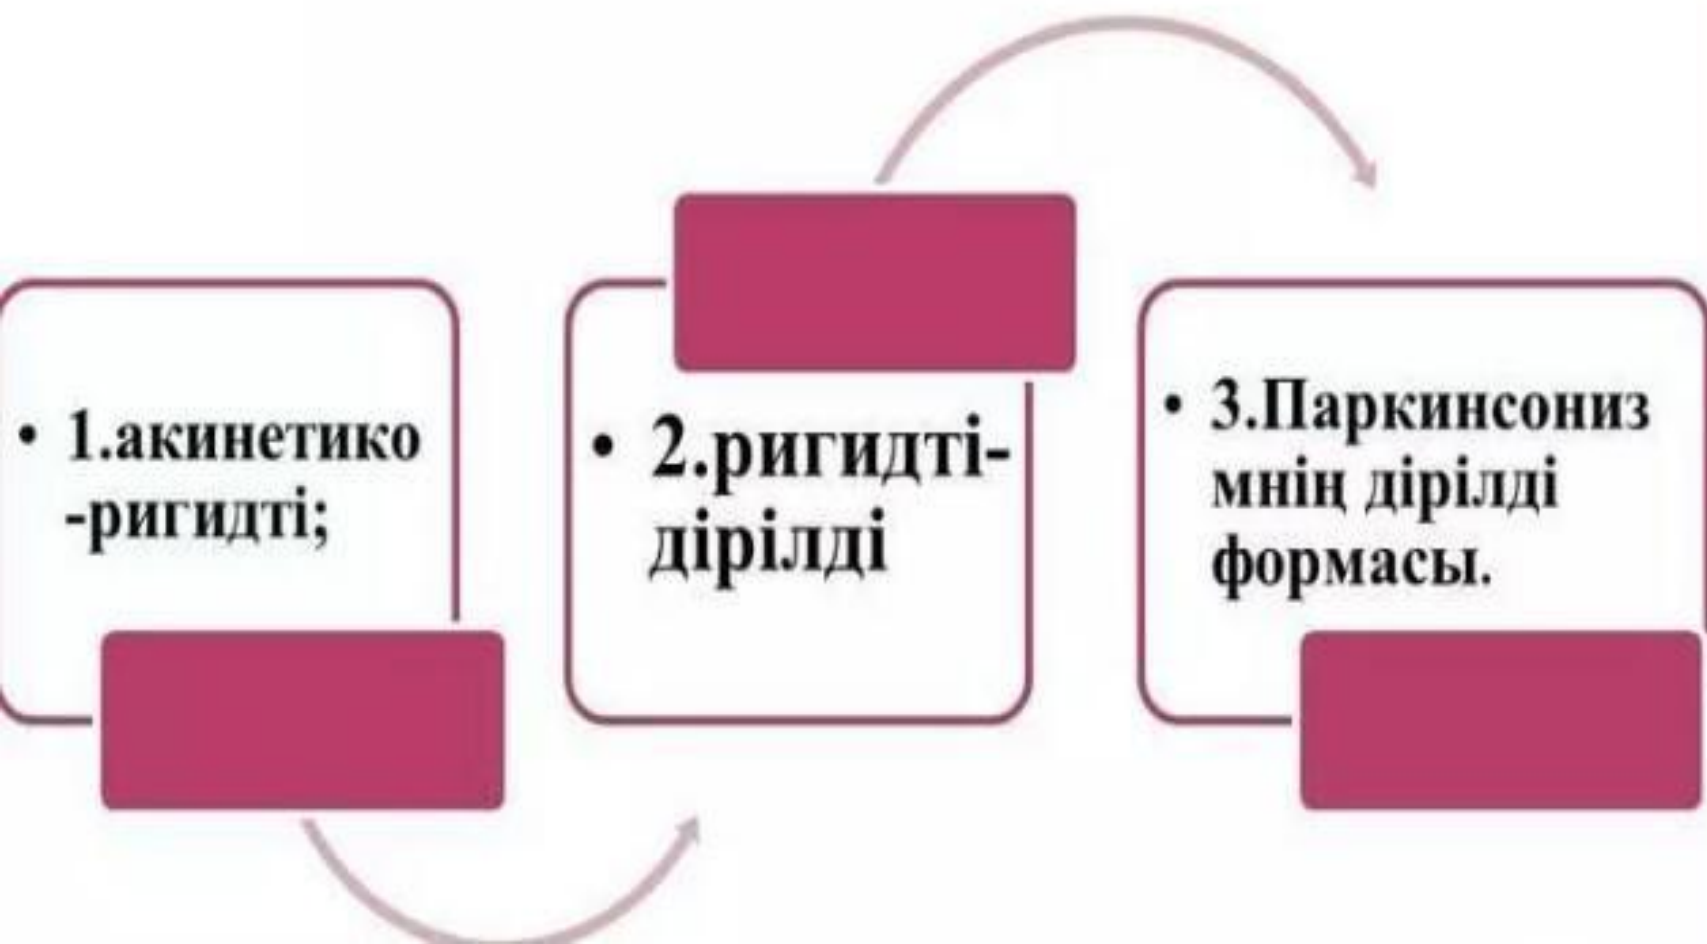 • 1.акинетико
-ригидті;
• 2.ригидті-
дірілді
• 3.Паркинсониз
мнің дірілді
формасы.